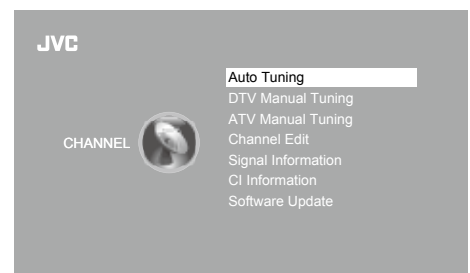 JVC
CHANNEL
Auto Tuning
DTV Manual Tuning
ATV Manual Tuning
Channel Edit
Signal Information
CI Information
Software Update